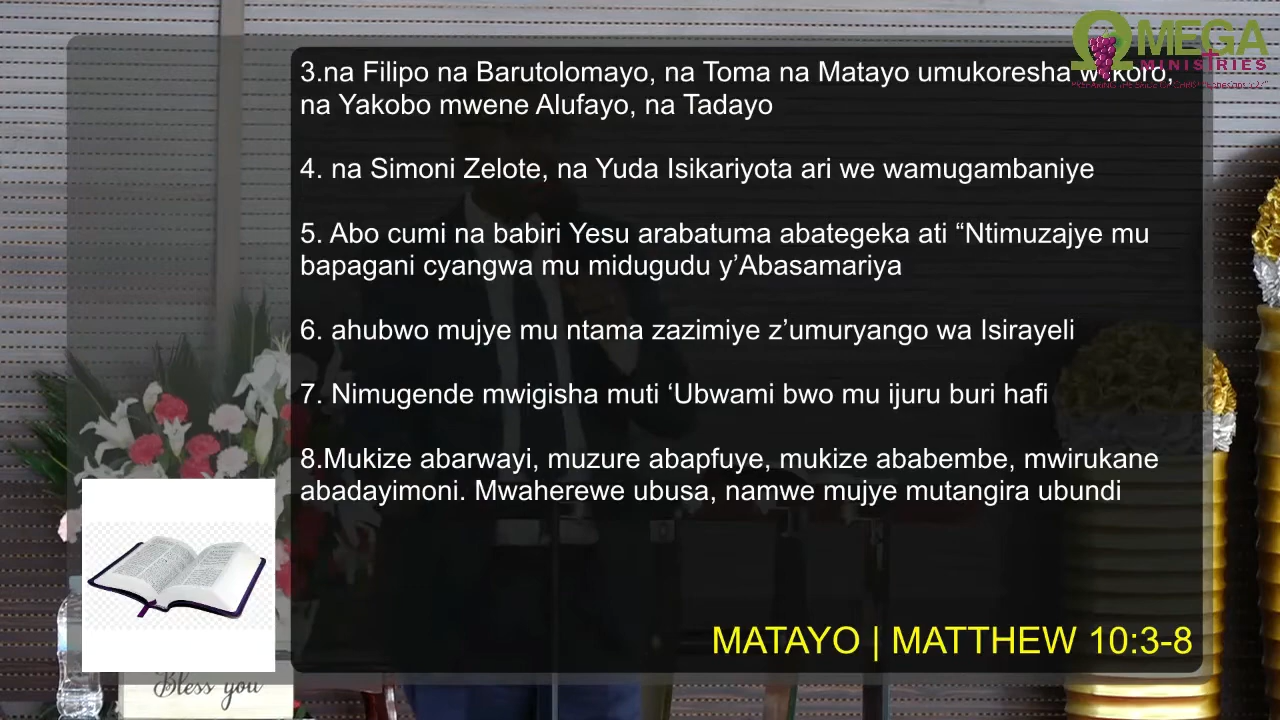 ΩMEGA
MINISTRIES
3.na Filipo na Barutolomayo, na Toma na Matayo umukoresha w'ikoro,
na Yakobo mwene Alufayo, na Tadayo
4. na Simoni Zelote, na Yuda Isikariyota ari we wamugambaniye
5. Abo cumi na babiri Yesu arabatuma abategeka ati “Ntimuzajye mu
bapagani cyangwa mu midugudu y’Abasamariya
6. ahubwo mujye mu ntama zazimiye z’umuryango wa Isirayeli
7. Nimugende mwigisha muti ‘Ubwami bwo mu ijuru buri hafi
8.Mukize abarwayi, muzure abapfuye, mukize ababembe, mwirukane
abadayimoni. Mwaherewe ubusa, namwe mujye mutangira ubundi
MATAYO | MATTHEW 10:3-8
Bless you